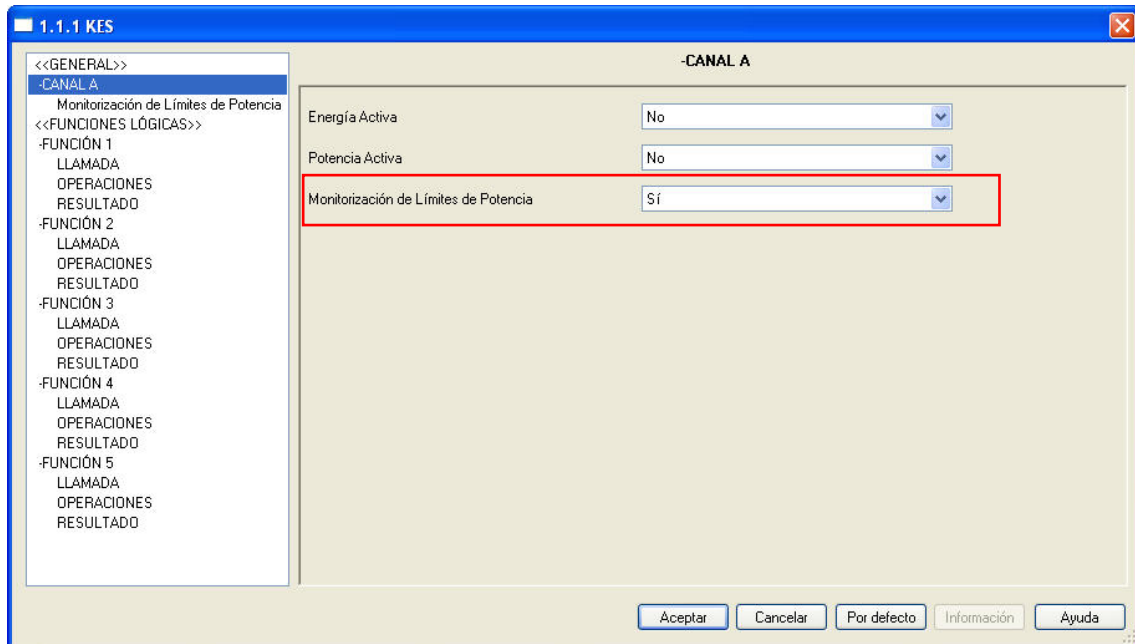 1.1.1 KES
<<GENERAL>>
-CANAL A
Monitorización de Límites de Potencia
<<FUNCIONES LÓGICAS>>
-FUNCIÓN 1
LLAMADA
OPERACIONES
RESULTADO
-FUNCIÓN 2
LLAMADA
OPERACIONES
RESULTADO
-FUNCIÓN 3
LLAMADA
OPERACIONES
RESULTADO
-FUNCIÓN 4
LLAMADA
OPERACIONES
RESULTADO
-FUNCIÓN 5
LLAMADA
OPERACIONES
RESULTADO
-CANAL A
Energía Activa No
Potencia Activa No
Monitorización de Límites de Potencia Sí
Aceptar Cancelar Por defecto Información Ayuda